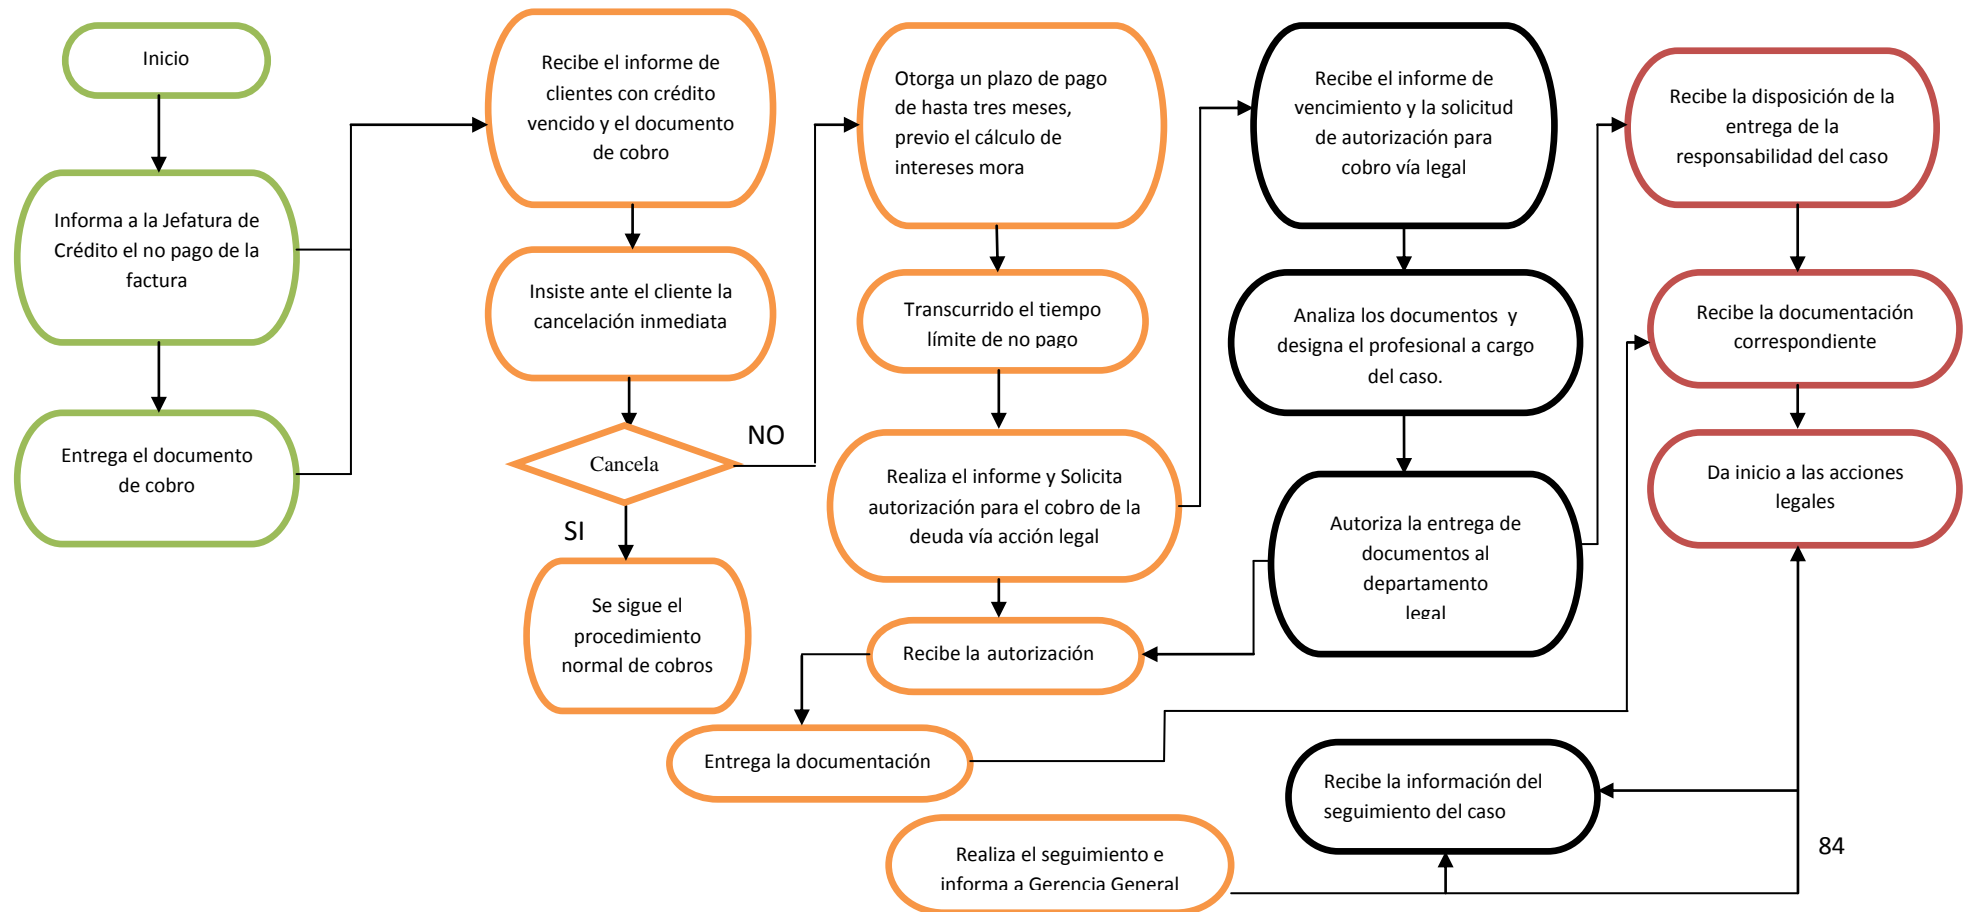 Inicio
Informa a la Jefatura de
Crédito el no pago de la
factura
Entrega el documento
de cobro
Recibe el informe de
clientes con crédito
vencido y el documento
de cobro
Insiste ante el cliente la
cancelación inmediata
Cancela
NO
SI
Se sigue el
procedimiento
normal de cobros
Otorga un plazo de pago
de hasta tres meses,
previo el cálculo de
intereses mora
Transcurrido el tiempo
límite de no pago
Realiza el informe y Solicita
autorización para el cobro de la
deuda vía acción legal
Recibe la autorización
Entrega la documentación
Realiza el seguimiento e
informa a Gerencia General
Recibe el informe de
vencimiento y la solicitud
de autorización para
cobro vía legal
Analiza los documentos y
designa el profesional a cargo
del caso.
Autoriza la entrega de
documentos al
departamento
legal
Recibe la información del
seguimiento del caso
Recibe la disposición de la
entrega de la
responsabilidad del caso
Recibe la documentación
correspondiente
Da inicio a las acciones
legales
84